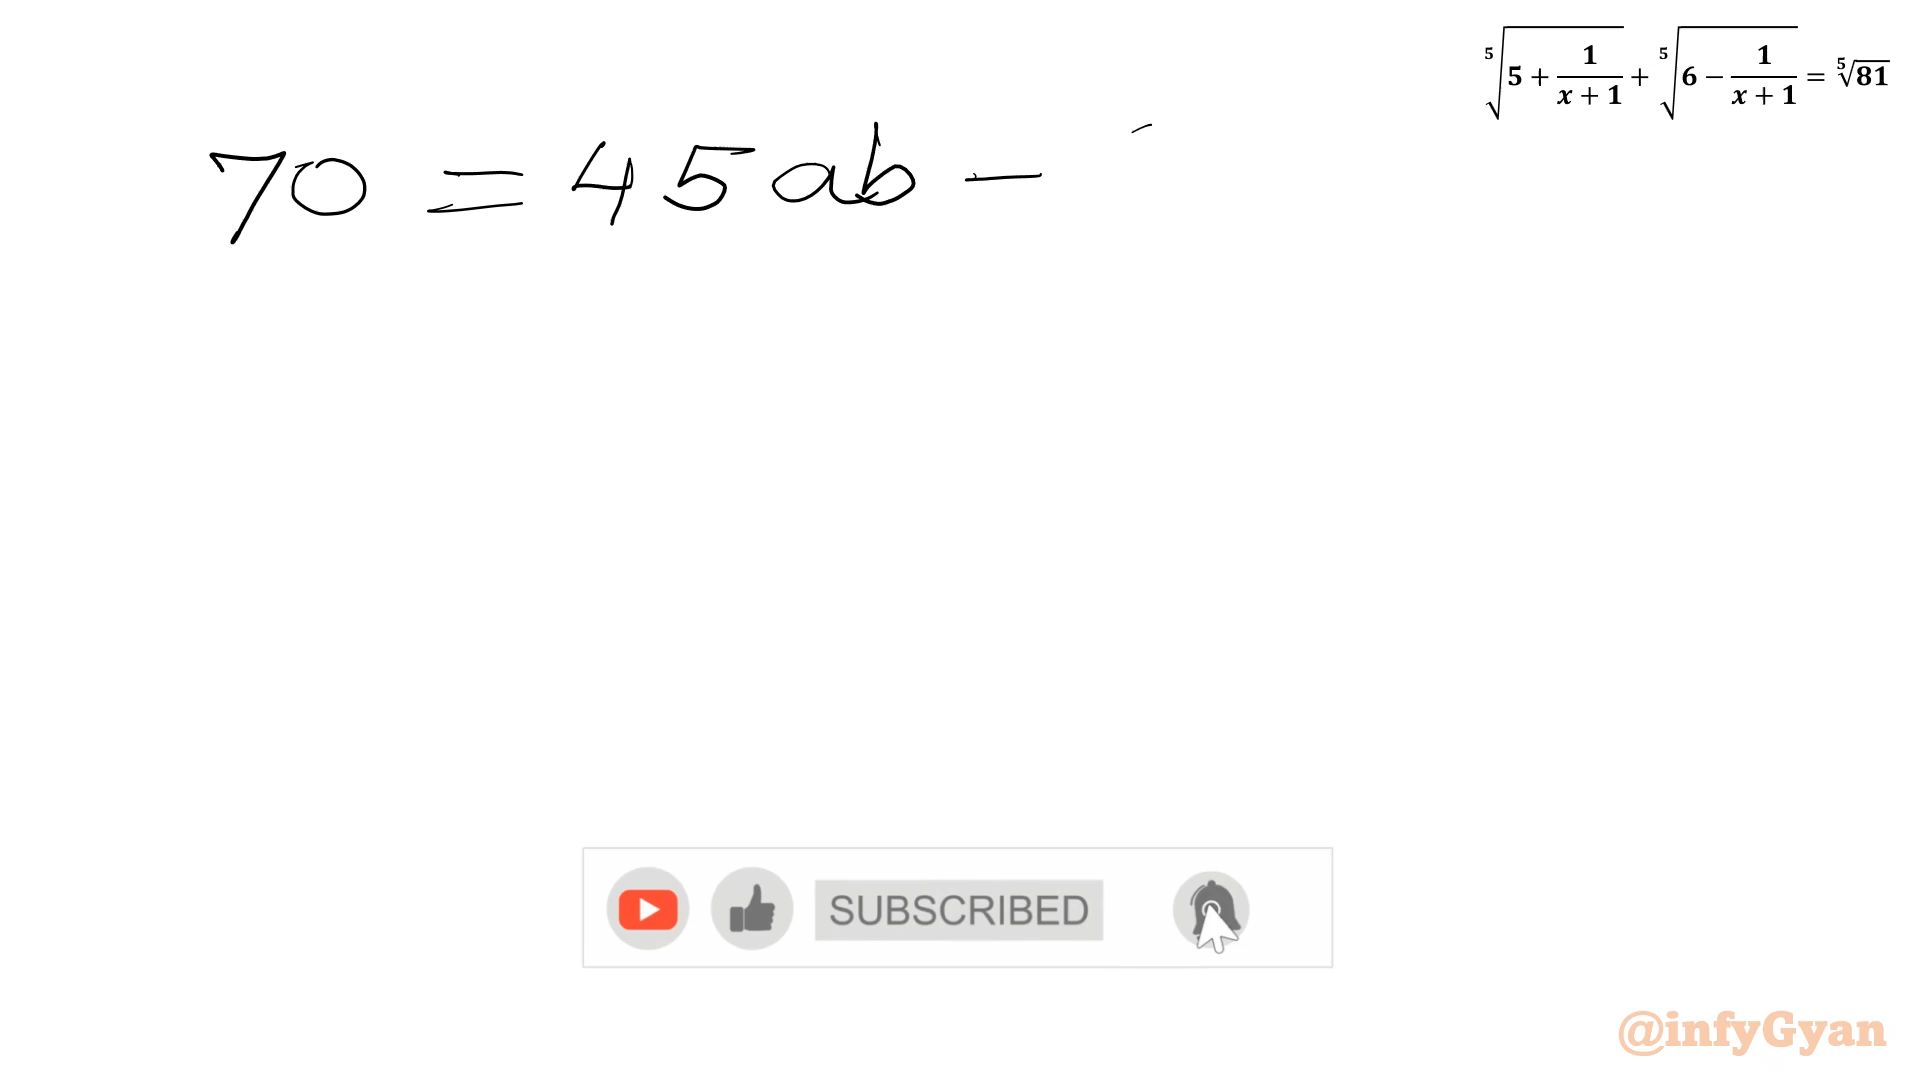 ⁵√(5 + 1/(x + 1)) + ⁵√(6 − 1/(x + 1)) = ⁵√81
70 = 45ab −
SUBSCRIBED
@infyGyan